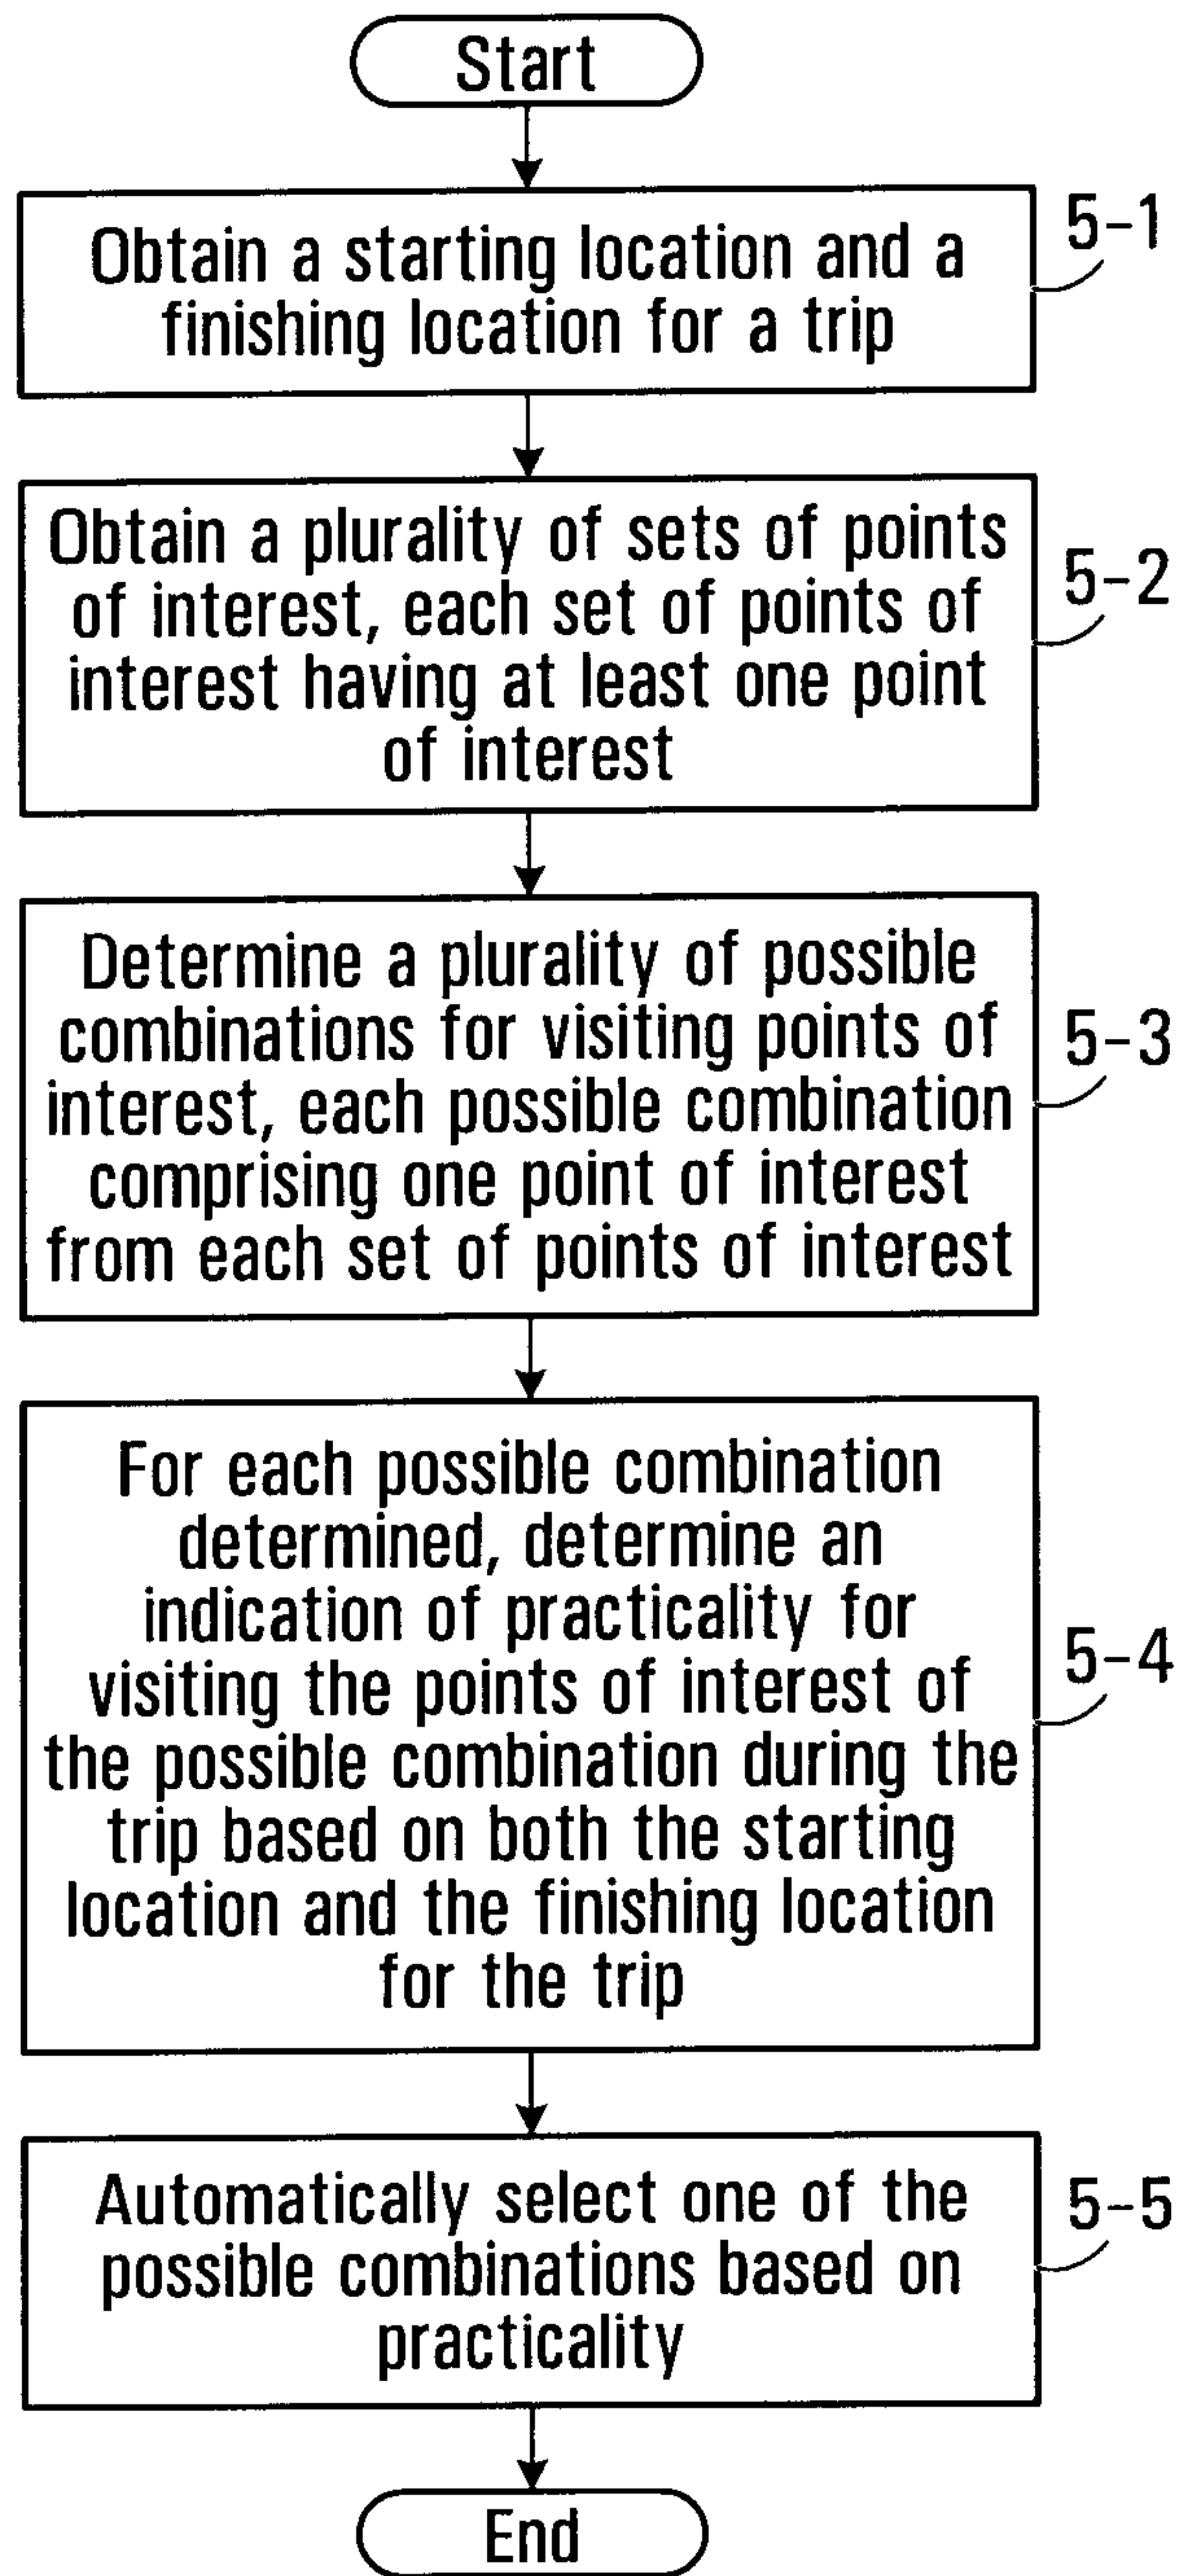 Start
Obtain a starting location and a
finishing location for a trip
5-1
Obtain a plurality of sets of points
of interest, each set of points of
interest having at least one point
of interest
5-2
Determine a plurality of possible
combinations for visiting points of
interest, each possible combination
comprising one point of interest
from each set of points of interest
5-3
For each possible combination
determined, determine an
indication of practicality for
visiting the points of interest of
the possible combination during the
trip based on both the starting
location and the finishing location
for the trip
5-4
Automatically select one of the
possible combinations based on
practicality
5-5
End